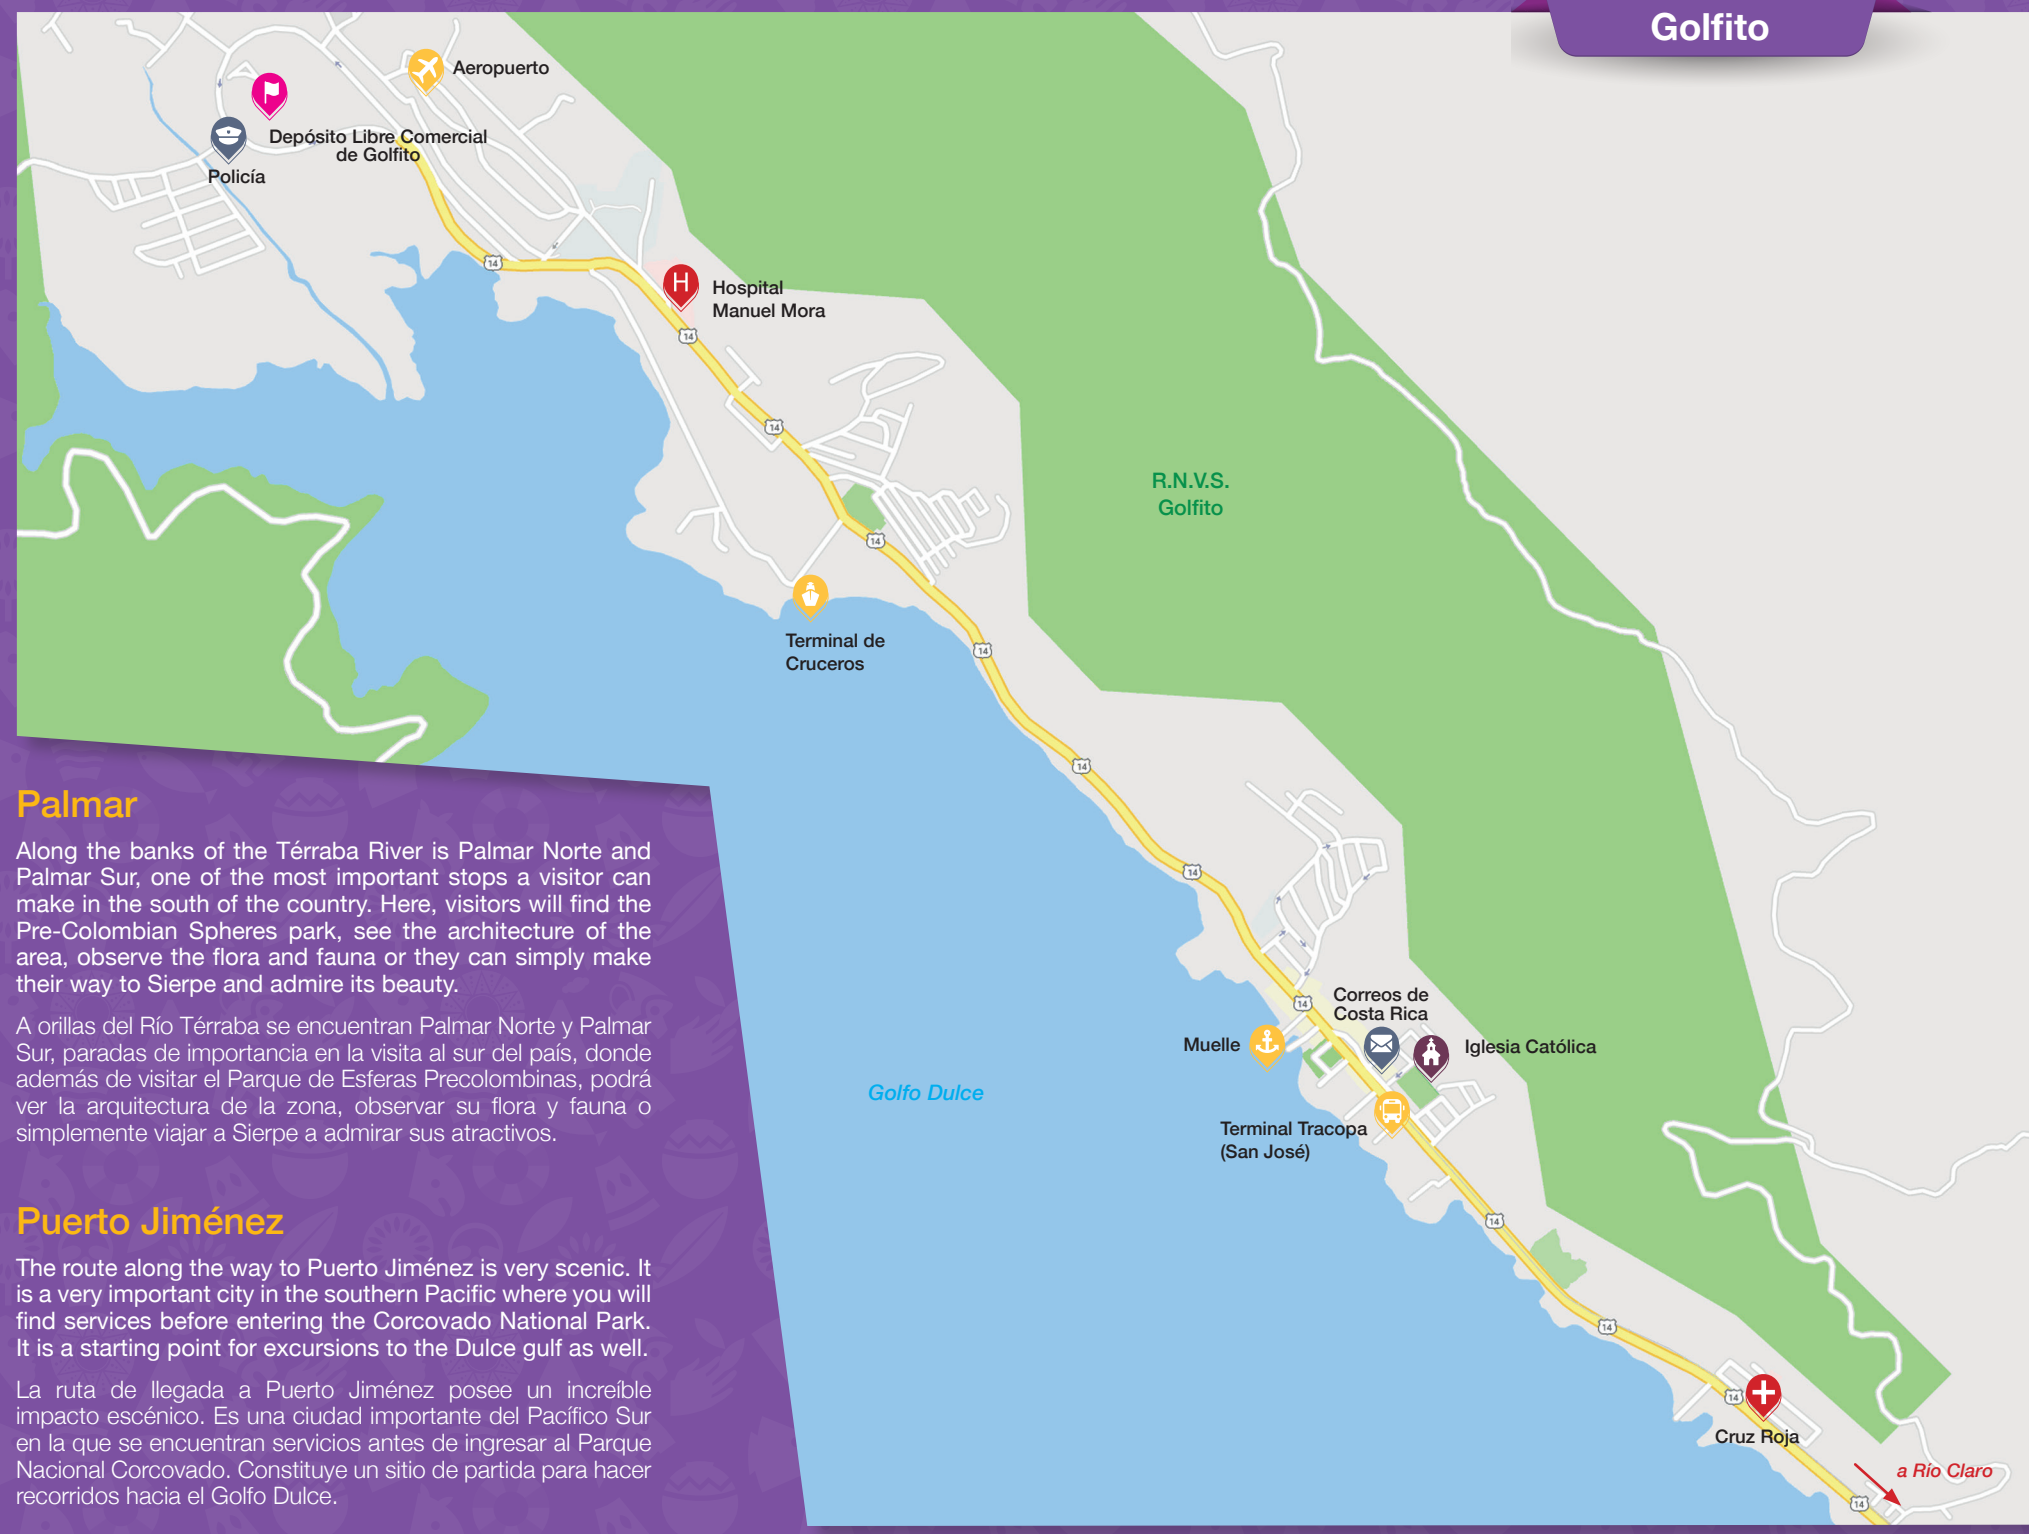 Golfito
Aeropuerto
Depósito Libre Comercial
de Golfito
Policía
14
Hospital
Manuel Mora
H
14
14
R.N.V.S.
Golfito
14
Terminal de
Cruceros
14
14
14
Correos de
Costa Rica
14
Muelle
Iglesia Católica
Golfo Dulce
Terminal Tracopa
(San José)
14
14
14
Cruz Roja
a Río Claro
14
Palmar
Along the banks of the Térraba River is Palmar Norte and
Palmar Sur, one of the most important stops a visitor can
make in the south of the country. Here, visitors will find the
Pre-Colombian Spheres park, see the architecture of the
area, observe the flora and fauna or they can simply make
their way to Sierpe and admire its beauty.
A orillas del Río Térraba se encuentran Palmar Norte y Palmar
Sur, paradas de importancia en la visita al sur del país, donde
además de visitar el Parque de Esferas Precolombinas, podrá
ver la arquitectura de la zona, observar su flora y fauna o
simplemente viajar a Sierpe a admirar sus atractivos.
Puerto Jiménez
The route along the way to Puerto Jiménez is very scenic. It
is a very important city in the southern Pacific where you will
find services before entering the Corcovado National Park.
It is a starting point for excursions to the Dulce gulf as well.
La ruta de llegada a Puerto Jiménez posee un increíble
impacto escénico. Es una ciudad importante del Pacífico Sur
en la que se encuentran servicios antes de ingresar al Parque
Nacional Corcovado. Constituye un sitio de partida para hacer
recorridos hacia el Golfo Dulce.